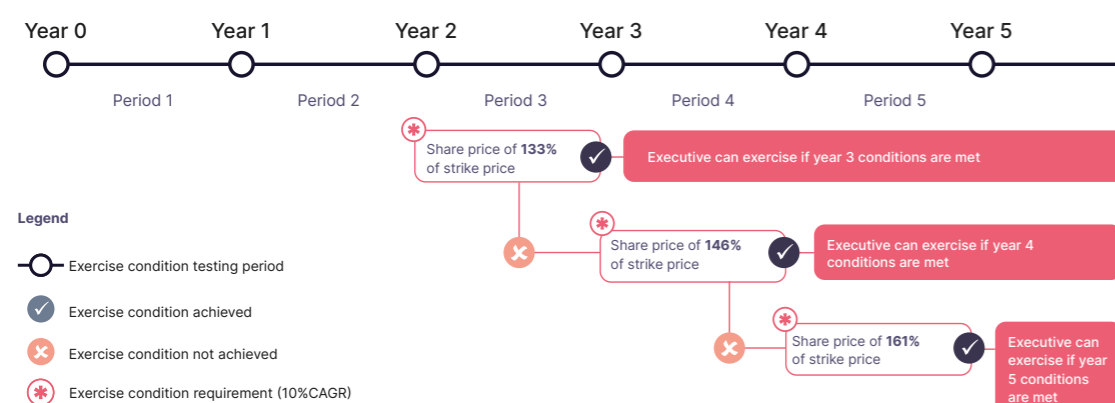 Year 0
Year 1
Year 2
Year 3
Year 4
Year 5
Period 1
Period 2
Period 3
Period 4
Period 5
Share price of 133%
of strike price
Executive can exercise if year 3 conditions are met
Legend
Share price of 146%
of strike price
Executive can exercise if year 4
conditions are met
Exercise condition testing period
Exercise condition achieved
Share price of 161%
of strike price
Executive can
exercise if year
5 conditions
are met
Exercise condition not achieved
Exercise condition requirement (10%CAGR)